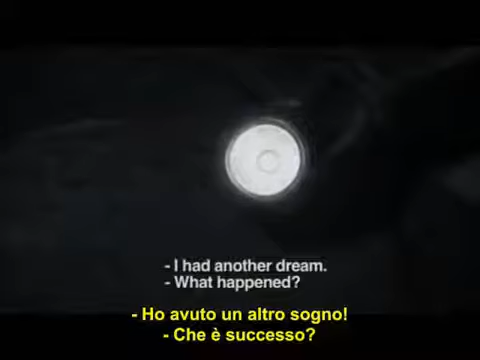 - I had another dream.
- What happened?
- Ho avuto un altro sogno!
- Che è successo?